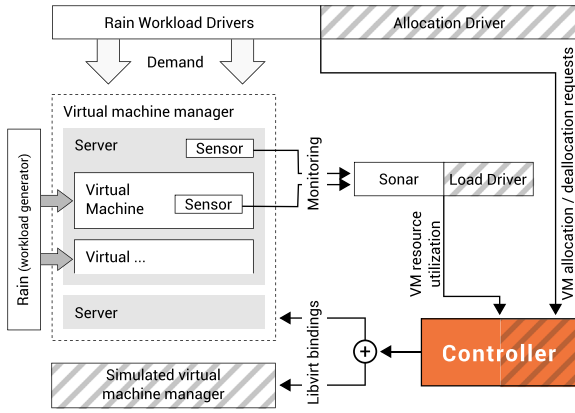 Rain Workload Drivers
Allocation Driver
Demand
Virtual machine manager
Server
Sensor
Virtual
Machine
Sensor
Virtual ...
Server
Rain (workload generator)
Monitoring
Sonar
Load Driver
VM resource
utilization
VM allocation / deallocation requests
Libvirt bindings
+
Controller
Simulated virtual
machine manager